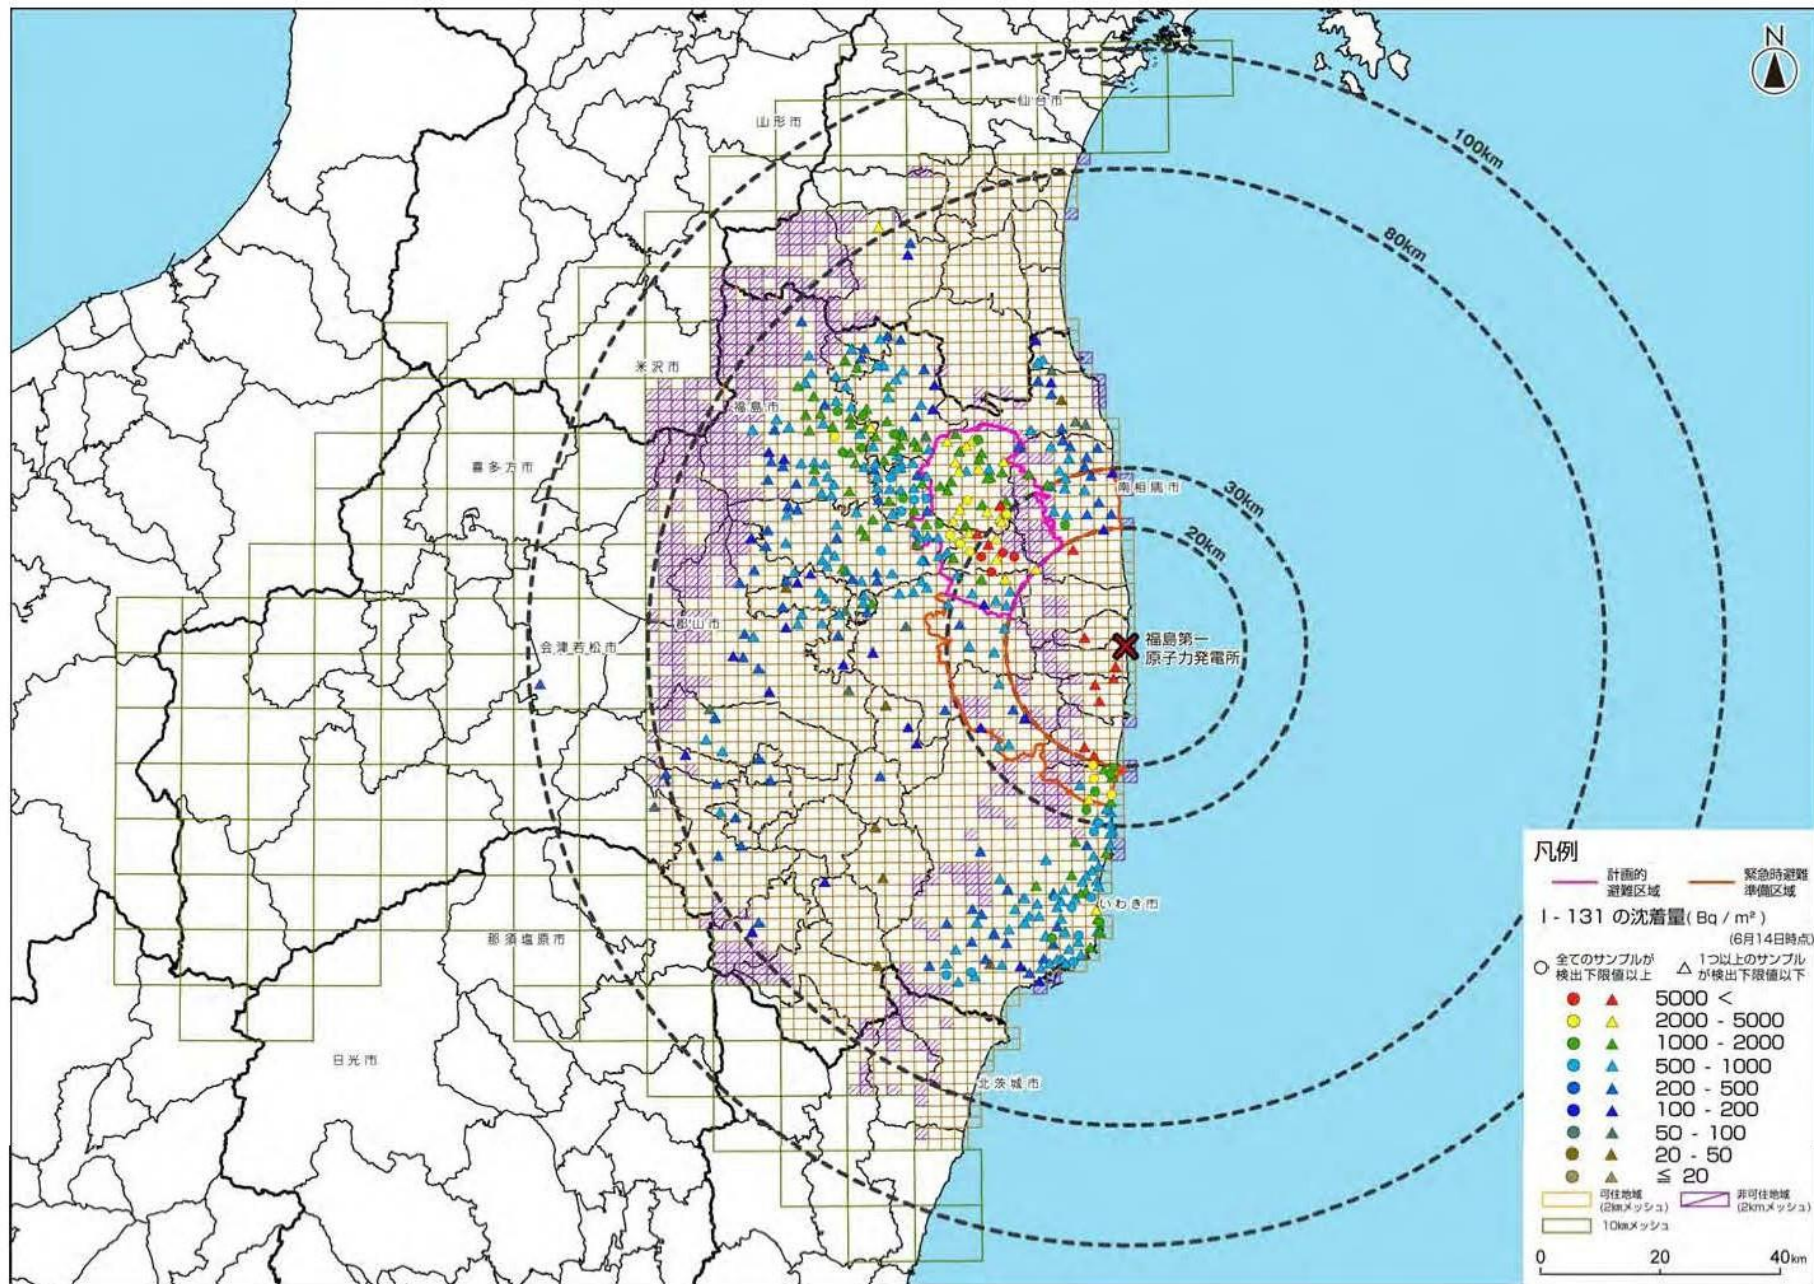 N
仙台市
山形市
100km
80km
米沢市
福島市
喜多方市
南相馬市
30km
20km
郡山市
会津若松市
福島第一
原子力発電所
いわき市
那須塩原市
日光市
北茨城市
凡例
計画的
避難区域
緊急時避難
準備区域
I - 131 の沈着量( Bq / m² )
(6月14日時点)
全てのサンプルが
検出下限値以上
1つ以上のサンプル
が検出下限値以下
5000 <
2000 - 5000
1000 - 2000
500 - 1000
200 - 500
100 - 200
50 - 100
20 - 50
≦ 20
可住地域
(2kmメッシュ)
非可住地域
(2kmメッシュ)
10kmメッシュ
0 20 40km